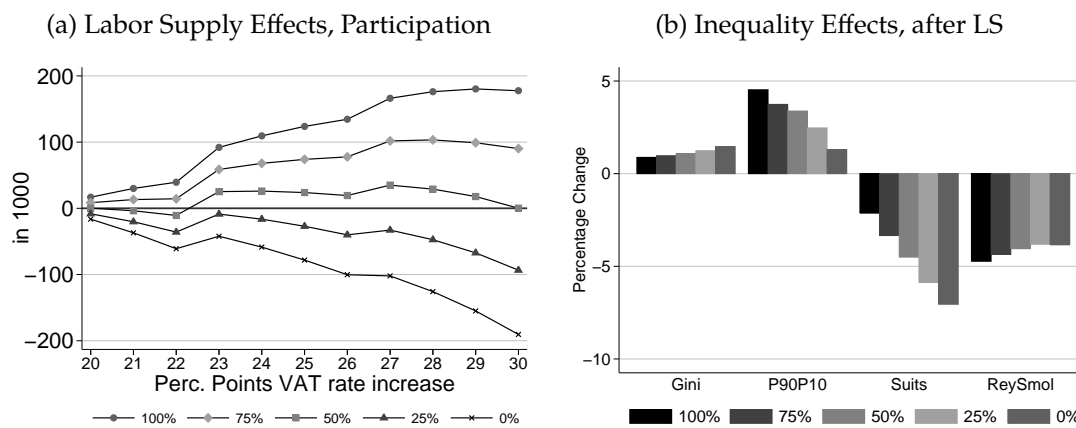 (a) Labor Supply Effects, Participation
200
100
0
−100
−200
in 1000
20 21 22 23 24 25 26 27 28 29 30
Perc. Points VAT rate increase
100% 75% 50% 25% 0%
(b) Inequality Effects, after LS
5
0
−5
−10
Percentage Change
Gini P90P10 Suits ReySmol
100% 75% 50% 25% 0%